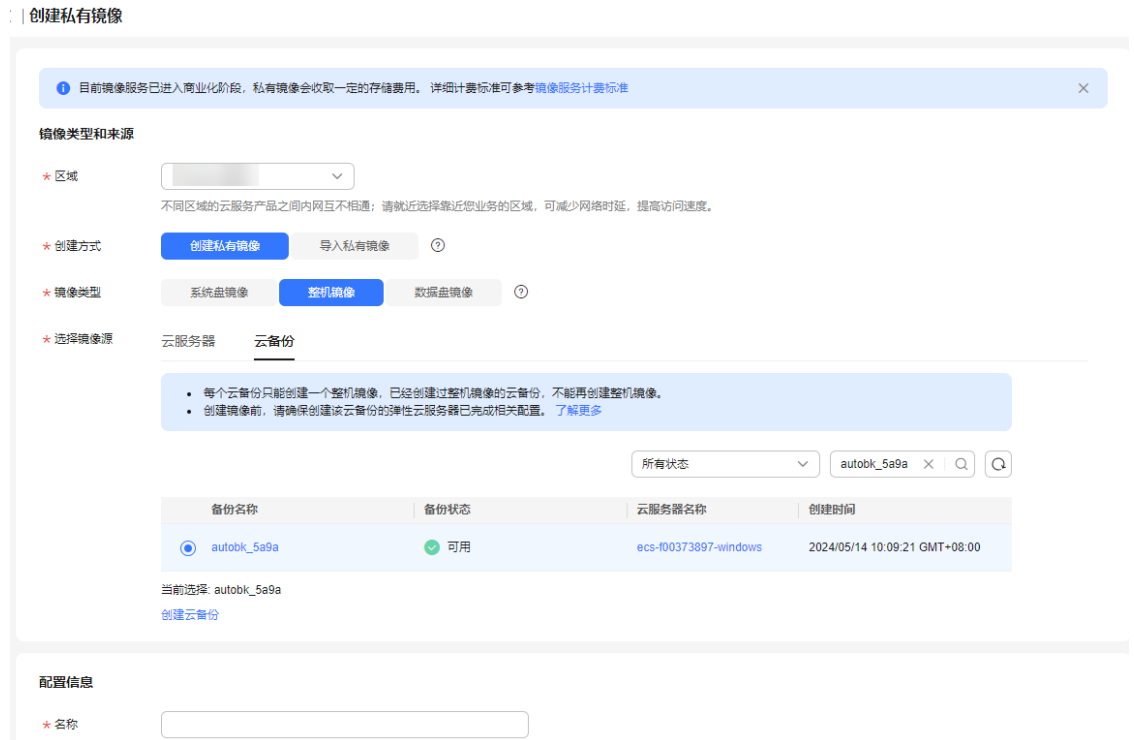 创建私有镜像
目前镜像服务已进入商业化阶段，私有镜像会收取一定的存储费用。 详细计费标准可参考镜像服务计费标准
镜像类型和来源
* 区域
不同区域的云服务产品之间内网互不相通；请就近选择靠近您业务的区域，可减少网络时延，提高访问速度。
* 创建方式 创建私有镜像 导入私有镜像
* 镜像类型 系统盘镜像 整机镜像 数据盘镜像
* 选择镜像源 云服务器 云备份
• 每个云备份只能创建一个整机镜像，已经创建过整机镜像的云备份，不能再创建整机镜像。
• 创建镜像前，请确保创建该云备份的弹性云服务器已完成相关配置。 了解更多
所有状态 autobk_5a9a
备份名称 备份状态 云服务器名称 创建时间
autobk_5a9a 可用 ecs-f00373897-windows 2024/05/14 10:09:21 GMT+08:00
当前选择: autobk_5a9a
创建云备份
配置信息
* 名称